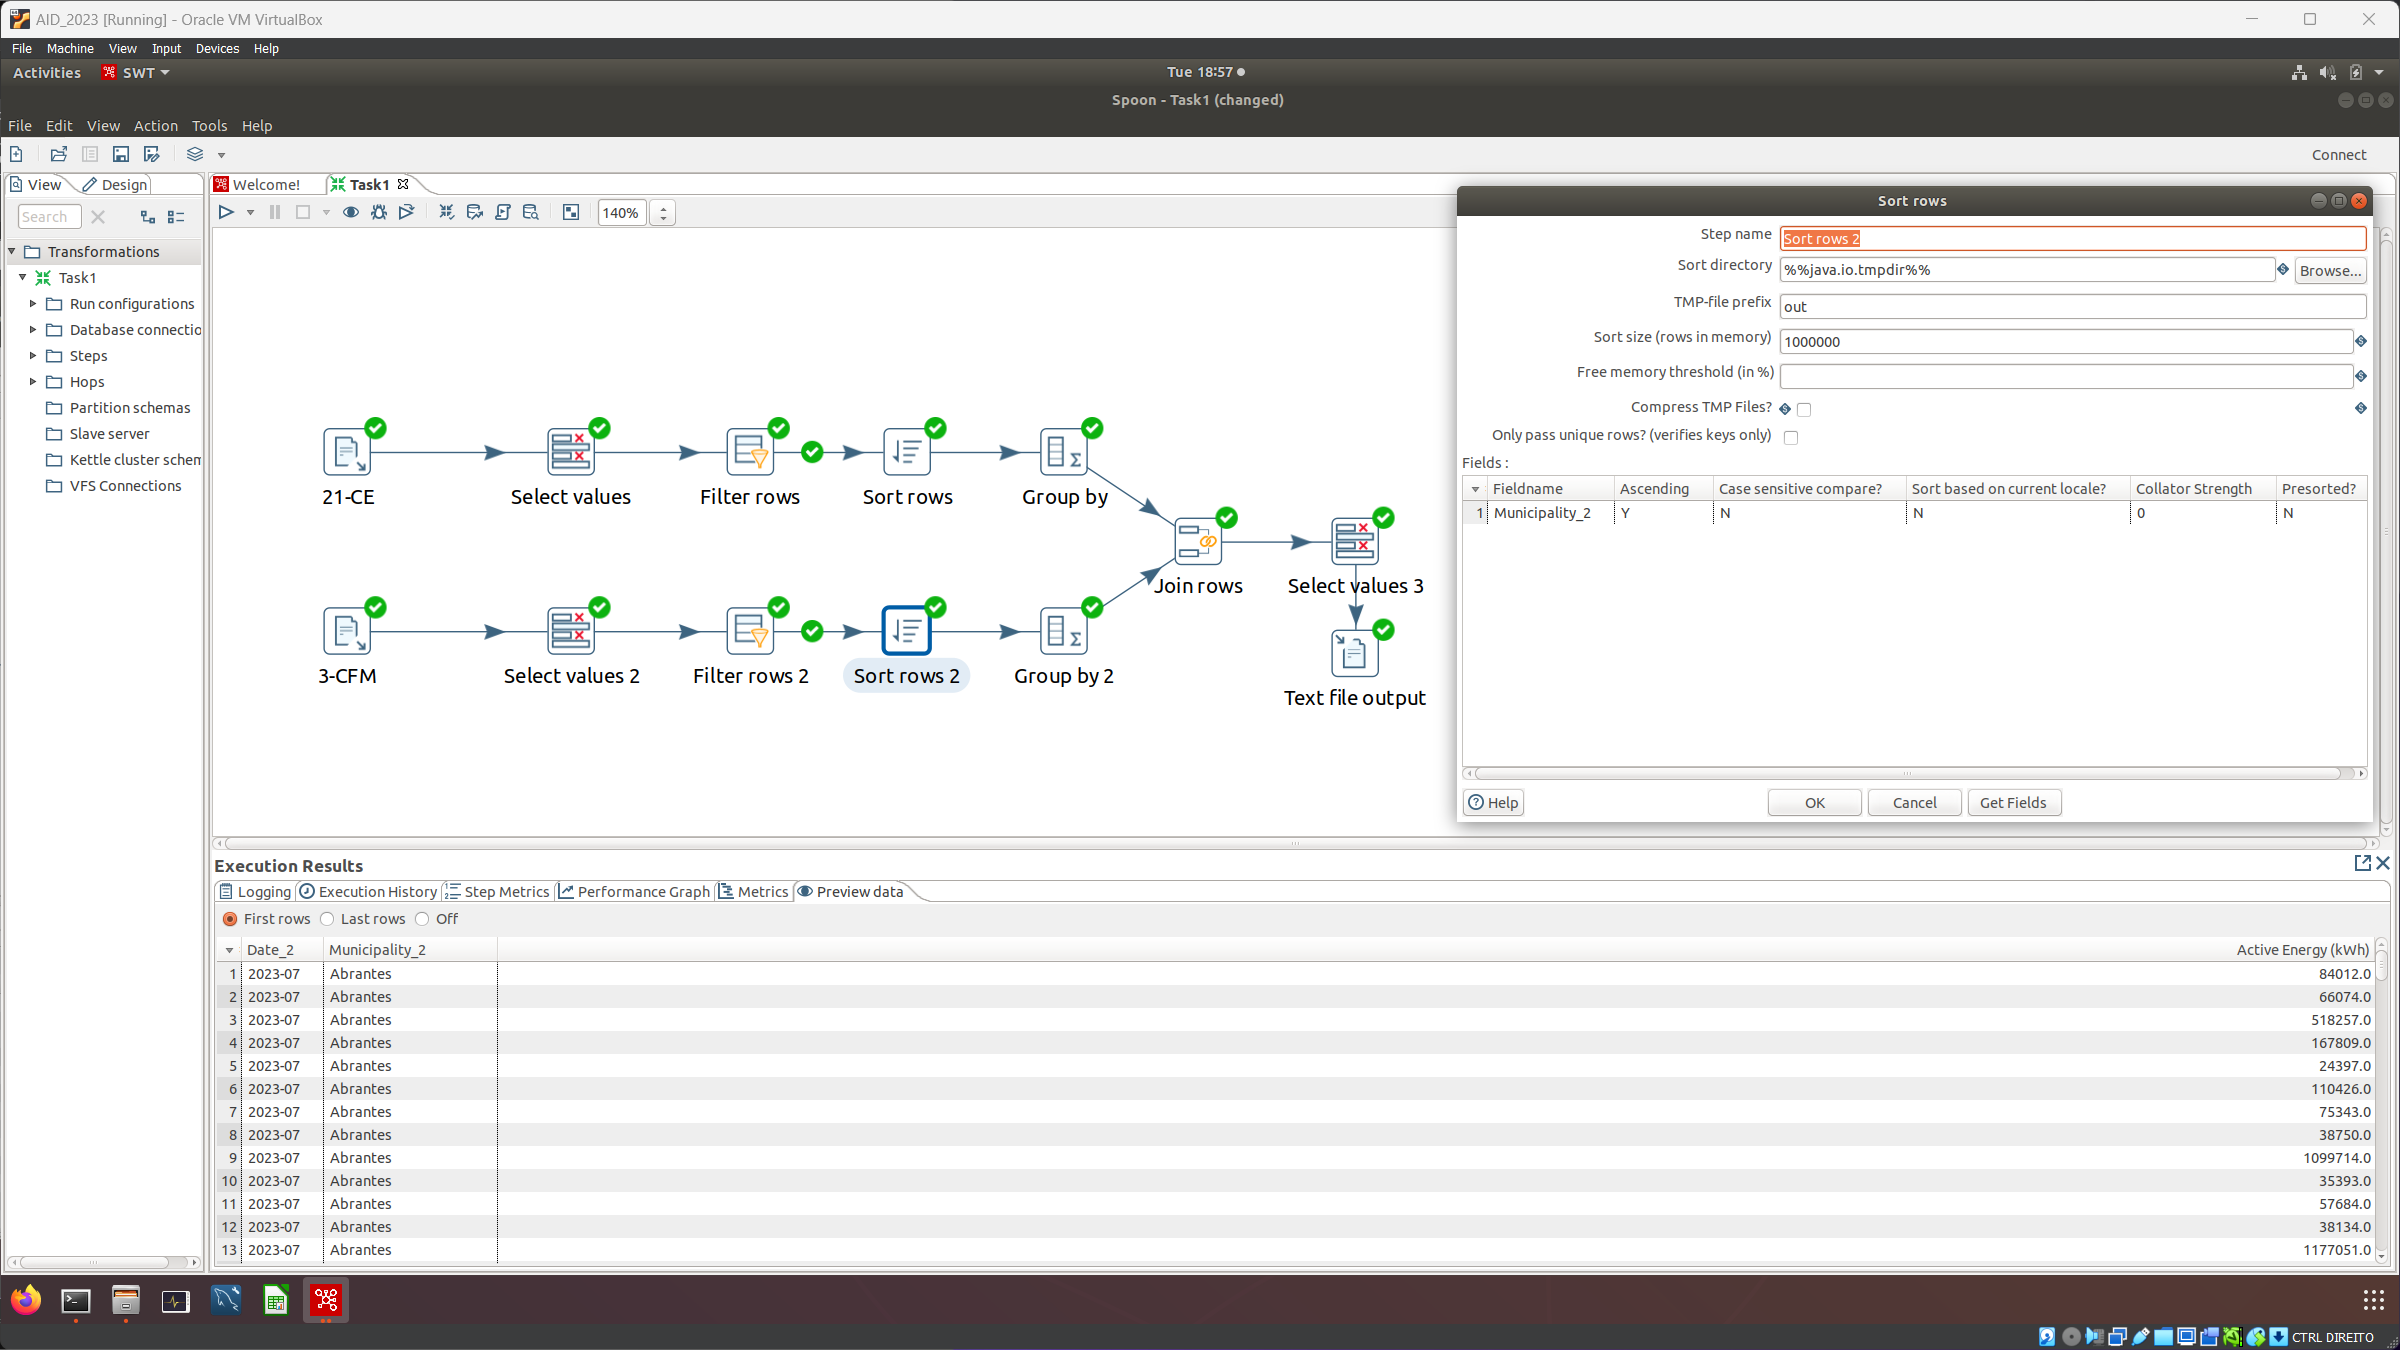 AID_2023 [Running] - Oracle VM VirtualBox
File Machine View Input Devices Help
Activities SWT Tue 18:57
Spoon - Task1 (changed)
File Edit View Action Tools Help
Connect
View Design Welcome! Task1
Search 140%
Transformations
Task1
Run configurations
Database connectio
Steps
Hops
Partition schemas
Slave server
Kettle cluster schem
VFS Connections
21-CE Select values Filter rows Sort rows Group by
Join rows Select values 3
3-CFM Select values 2 Filter rows 2 Sort rows 2 Group by 2
Text file output
Sort rows
Step name Sort rows 2
Sort directory %%java.io.tmpdir%% Browse...
TMP-file prefix out
Sort size (rows in memory) 1000000
Free memory threshold (in %)
Compress TMP Files?
Only pass unique rows? (verifies keys only)
Fields :
Fieldname Ascending Case sensitive compare? Sort based on current locale? Collator Strength Presorted?
1 Municipality_2 Y N N 0 N
Help OK Cancel Get Fields
Execution Results
Logging Execution History Step Metrics Performance Graph Metrics Preview data
First rows Last rows Off
Date_2 Municipality_2 Active Energy (kWh)
1 2023-07 Abrantes 84012.0
2 2023-07 Abrantes 66074.0
3 2023-07 Abrantes 518257.0
4 2023-07 Abrantes 167809.0
5 2023-07 Abrantes 24397.0
6 2023-07 Abrantes 110426.0
7 2023-07 Abrantes 75343.0
8 2023-07 Abrantes 38750.0
9 2023-07 Abrantes 1099714.0
10 2023-07 Abrantes 35393.0
11 2023-07 Abrantes 57684.0
12 2023-07 Abrantes 38134.0
13 2023-07 Abrantes 1177051.0
CTRL DIREITO